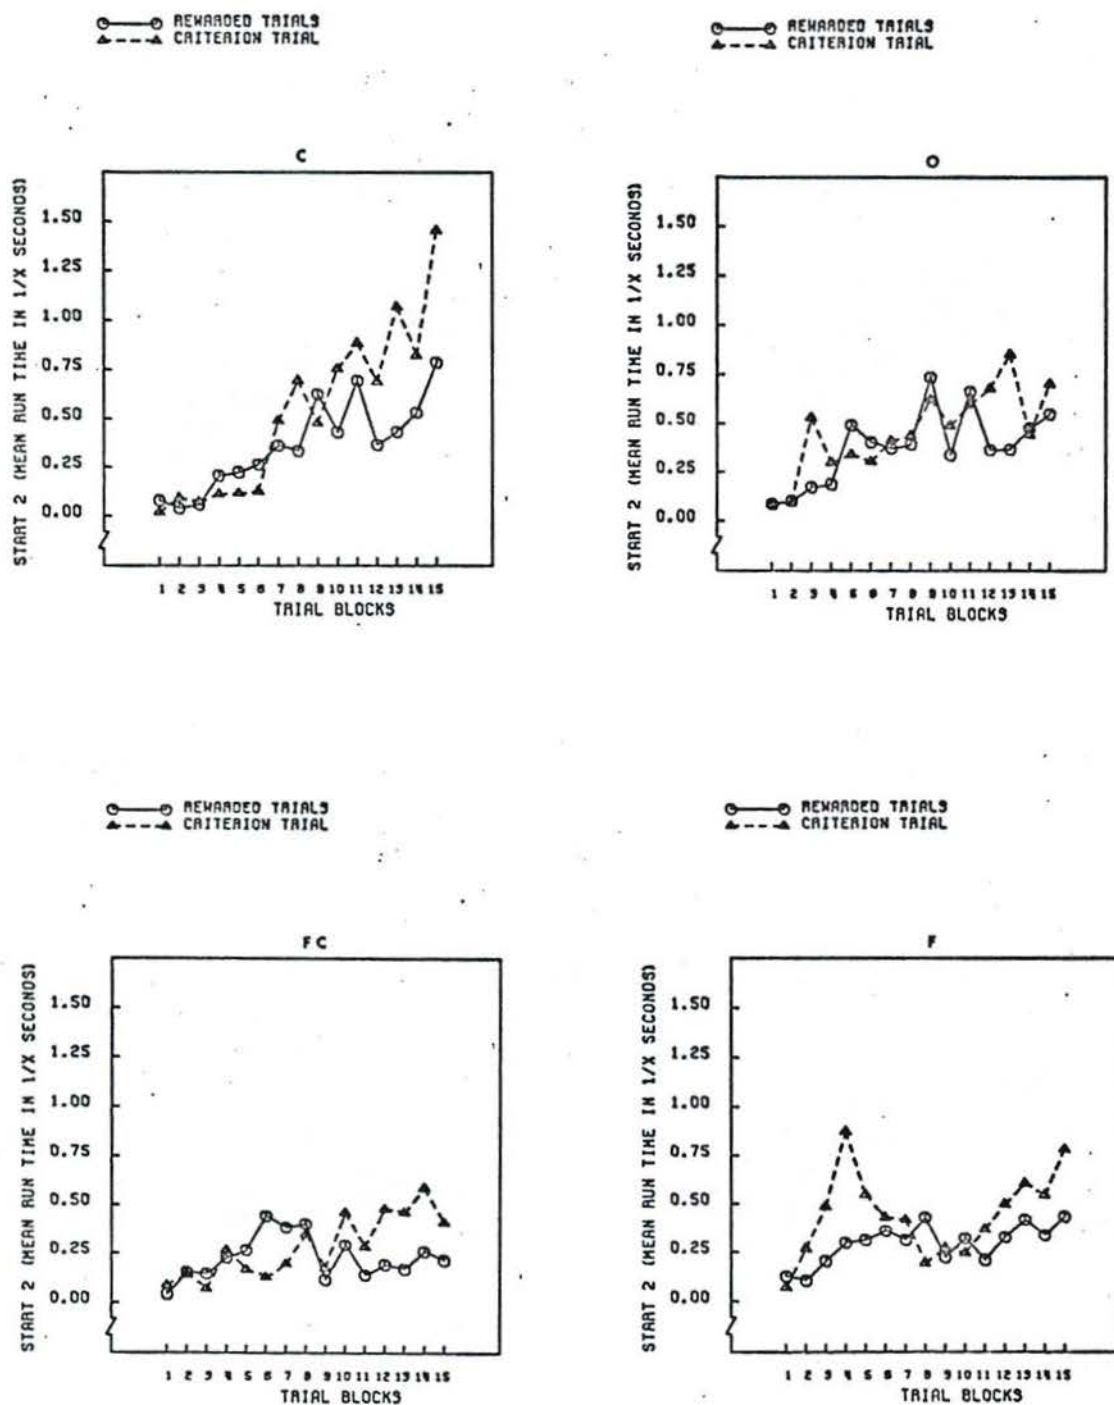 REWARDED TRIALS
CRITERION TRIAL
C
START 2 (MEAN RUN TIME IN 1/X SECONDS)
1.50
1.25
1.00
0.75
0.50
0.25
0.00
1 2 3 4 5 6 7 8 9 10 11 12 13 14 15
TRIAL BLOCKS
REWARDED TRIALS
CRITERION TRIAL
O
START 2 (MEAN RUN TIME IN 1/X SECONDS)
1.50
1.25
1.00
0.75
0.50
0.25
0.00
1 2 3 4 5 6 7 8 9 10 11 12 13 14 15
TRIAL BLOCKS
REWARDED TRIALS
CRITERION TRIAL
FC
START 2 (MEAN RUN TIME IN 1/X SECONDS)
1.50
1.25
1.00
0.75
0.50
0.25
0.00
1 2 3 4 5 6 7 8 9 10 11 12 13 14 15
TRIAL BLOCKS
REWARDED TRIALS
CRITERION TRIAL
F
START 2 (MEAN RUN TIME IN 1/X SECONDS)
1.50
1.25
1.00
0.75
0.50
0.25
0.00
1 2 3 4 5 6 7 8 9 10 11 12 13 14 15
TRIAL BLOCKS